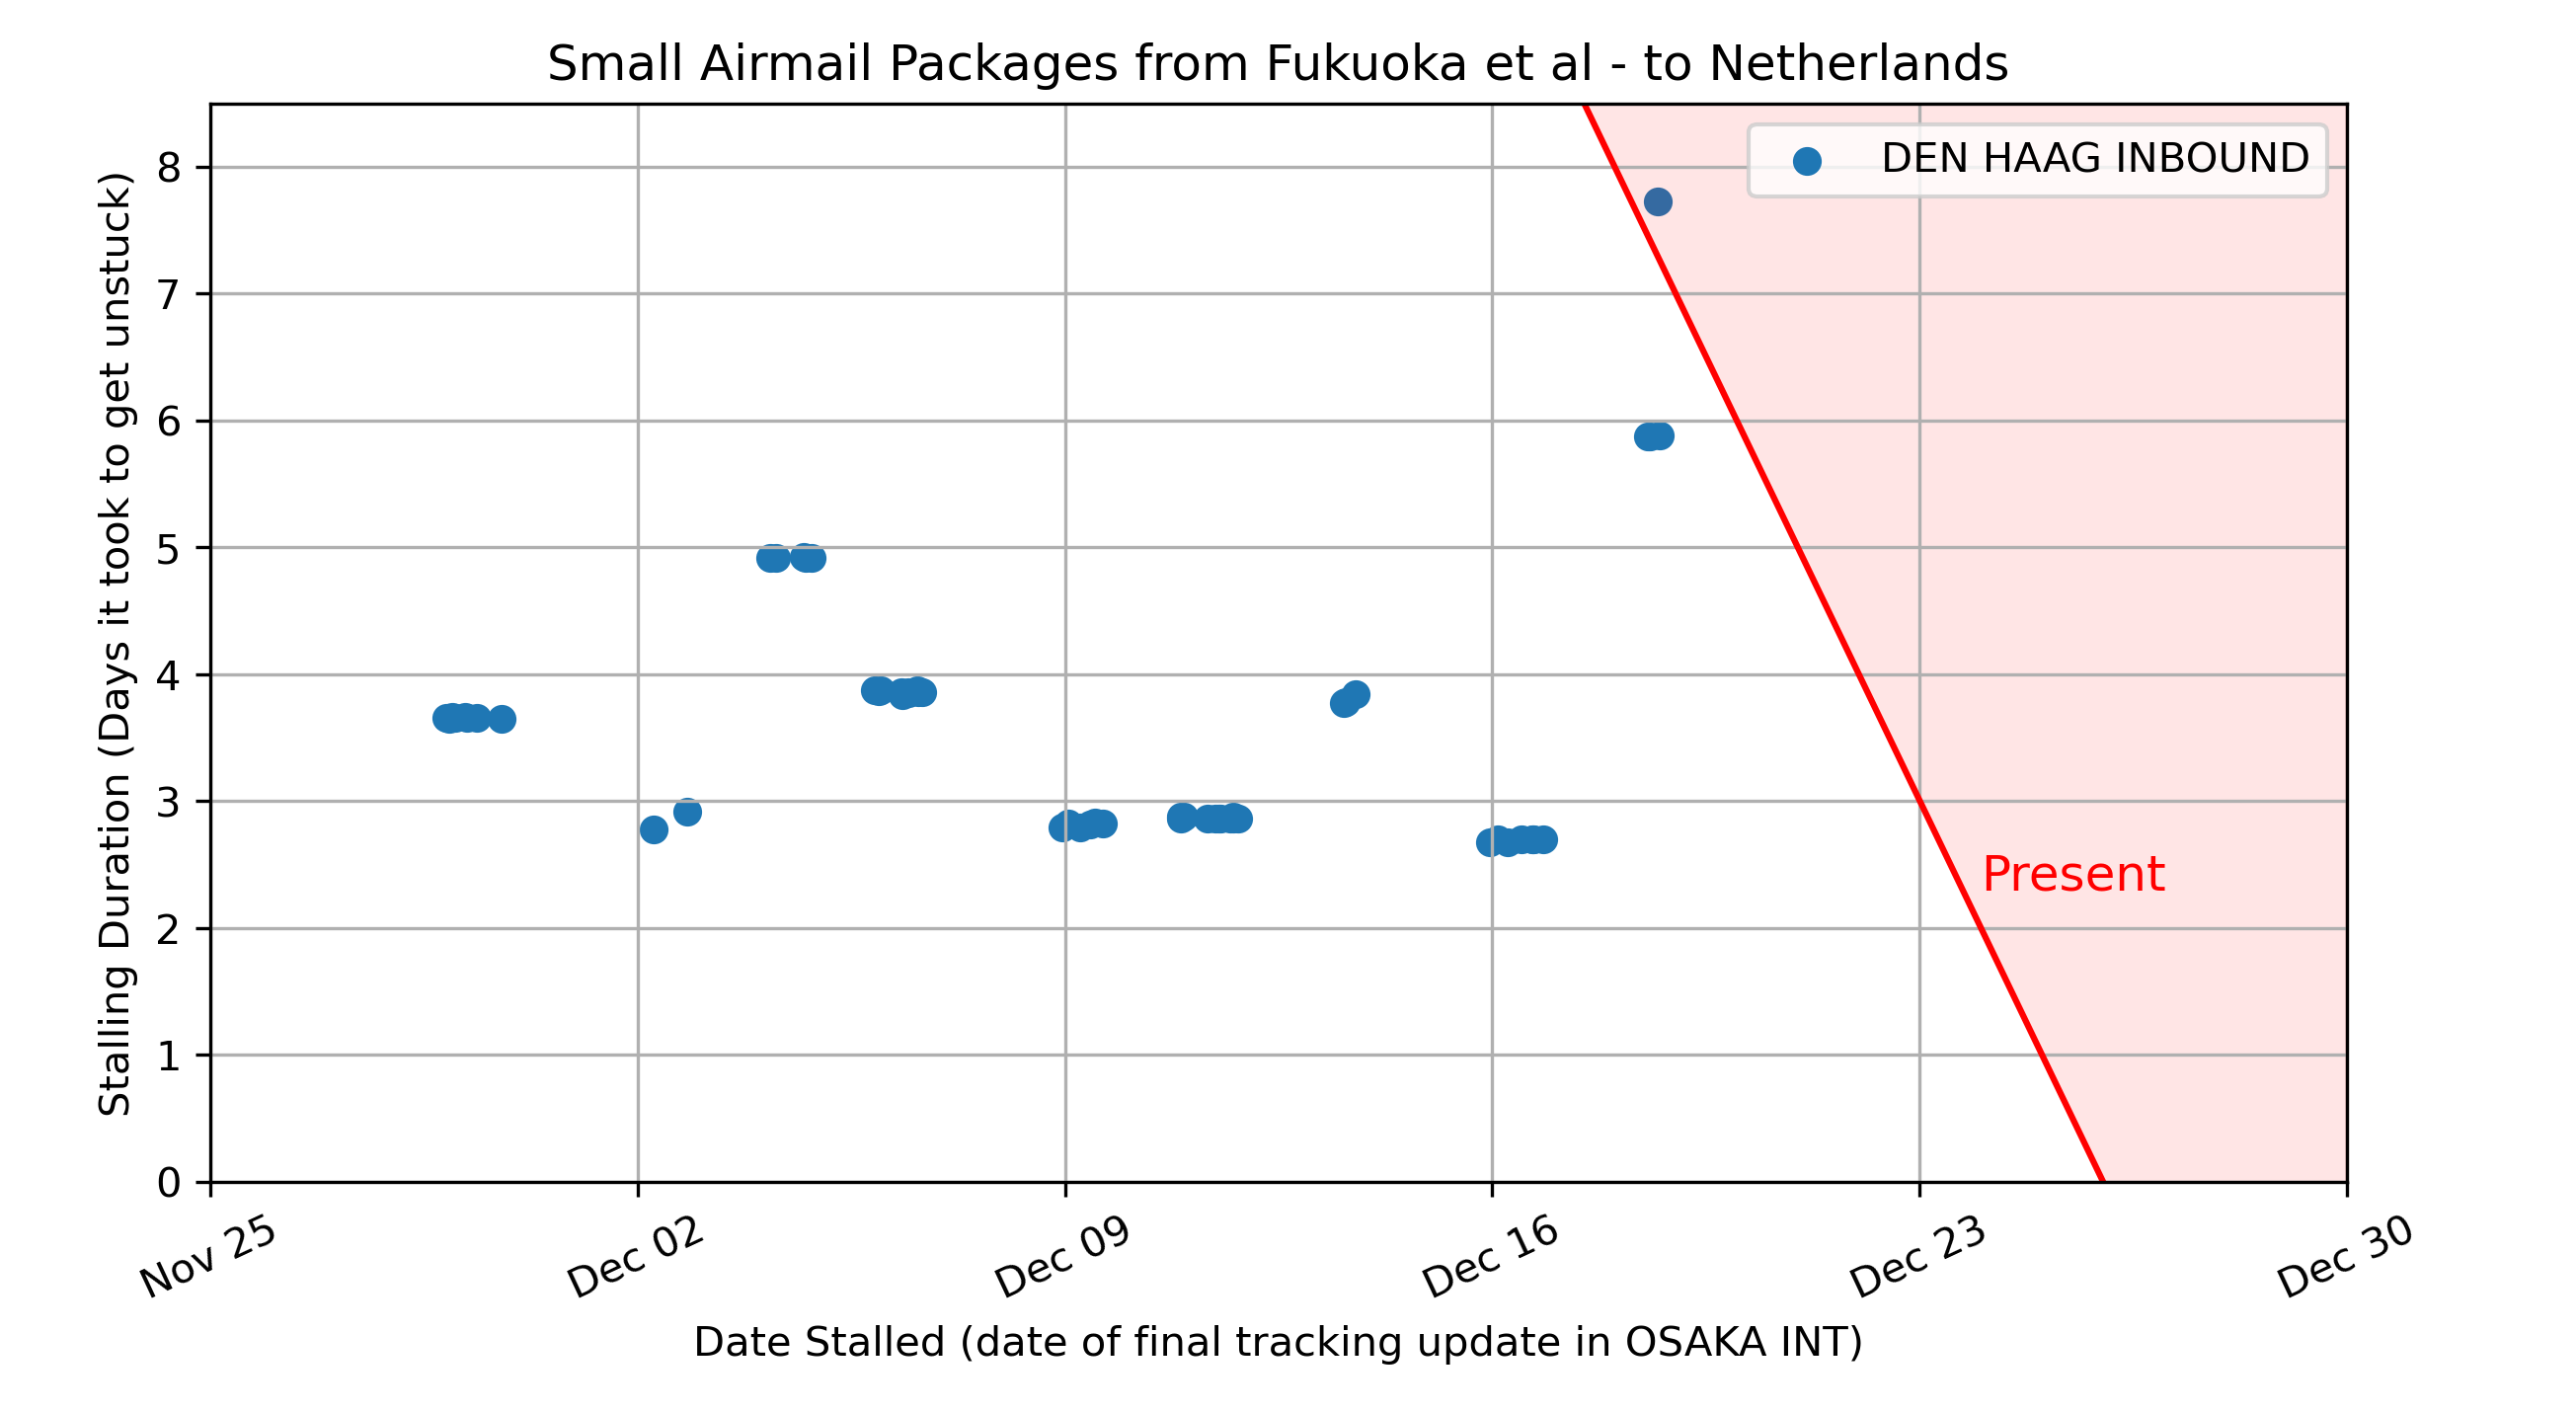 Small Airmail Packages from Fukuoka et al - to Netherlands
DEN HAAG INBOUND
Stalling Duration (Days it took to get unstuck)
8
7
6
5
4
3
2
1
0
Present
Nov 25
Dec 02
Dec 09
Dec 16
Dec 23
Dec 30
Date Stalled (date of final tracking update in OSAKA INT)